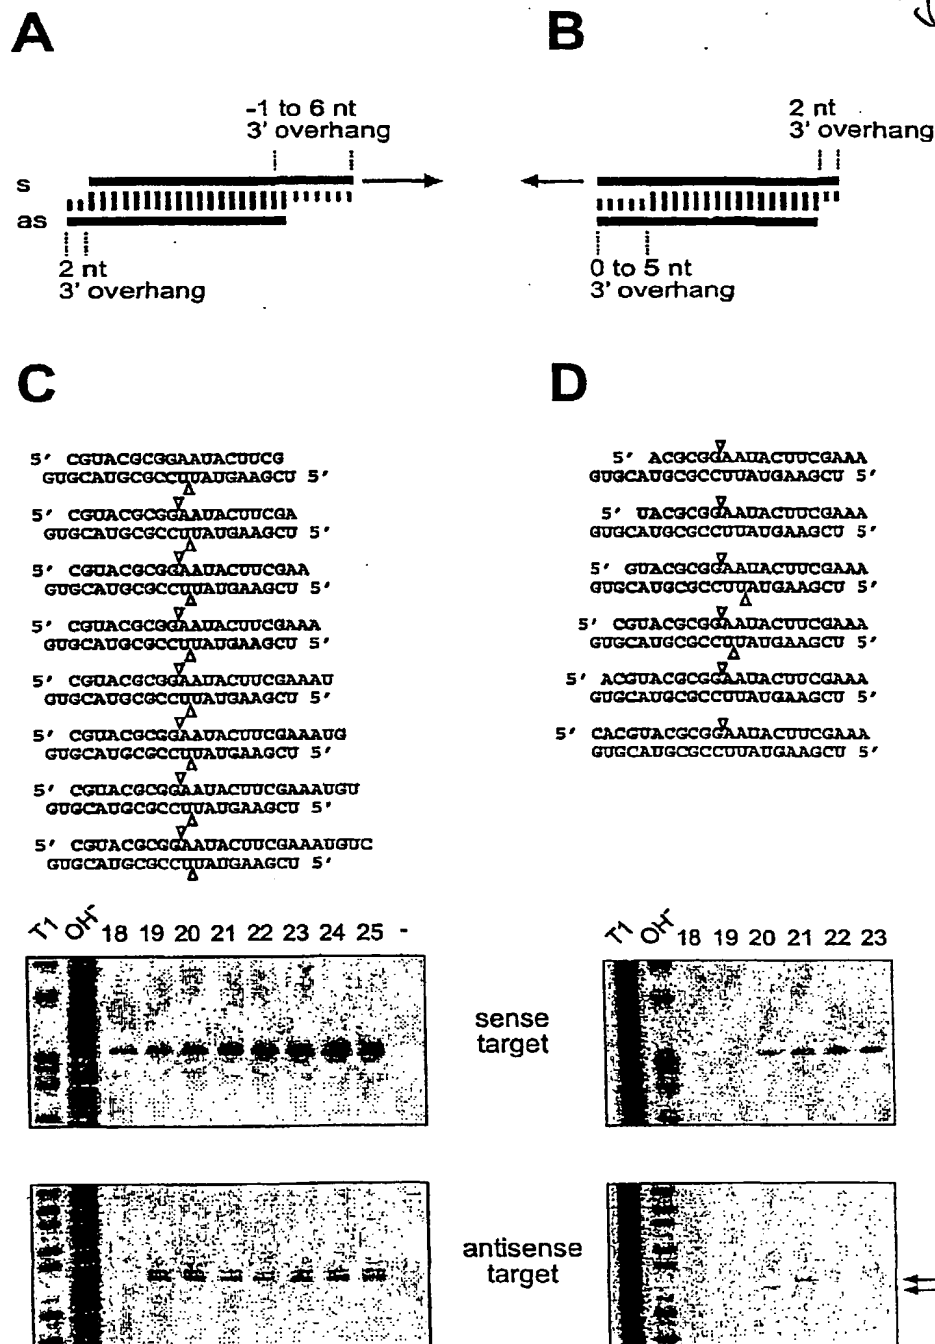 A
-1 to 6 nt
3' overhang
s
as
2 nt
3' overhang
B
2 nt
3' overhang
0 to 5 nt
3' overhang
C
5' CGUACGCGGAAUACUUCG
GUGCAUGCGCCUUAUGAAGCU 5'
5' CGUACGCGGAAUACUUCGA
GUGCAUGCGCCUUAUGAAGCU 5'
5' CGUACGCGGAAUACUUCGAA
GUGCAUGCGCCUUAUGAAGCU 5'
5' CGUACGCGGAAUACUUCGAAA
GUGCAUGCGCCUUAUGAAGCU 5'
5' CGUACGCGGAAUACUUCGAAAU
GUGCAUGCGCCUUAUGAAGCU 5'
5' CGUACGCGGAAUACUUCGAAAUG
GUGCAUGCGCCUUAUGAAGCU 5'
5' CGUACGCGGAAUACUUCGAAAUGU
GUGCAUGCGCCUUAUGAAGCU 5'
5' CGUACGCGGAAUACUUCGAAAUGUC
GUGCAUGCGCCUUAUGAAGCU 5'
D
5' ACGCGGAAUACUUCGAAA
GUGCAUGCGCCUUAUGAAGCU 5'
5' UACGCGGAAUACUUCGAAA
GUGCAUGCGCCUUAUGAAGCU 5'
5' GUACGCGGAAUACUUCGAAA
GUGCAUGCGCCUUAUGAAGCU 5'
5' CGUACGCGGAAUACUUCGAAA
GUGCAUGCGCCUUAUGAAGCU 5'
5' ACGUACGCGGAAUACUUCGAAA
GUGCAUGCGCCUUAUGAAGCU 5'
5' CACGUACGCGGAAUACUUCGAAA
GUGCAUGCGCCUUAUGAAGCU 5'
T1 OH- 18 19 20 21 22 23 24 25 -
T1 OH- 18 19 20 21 22 23
sense
target
antisense
target